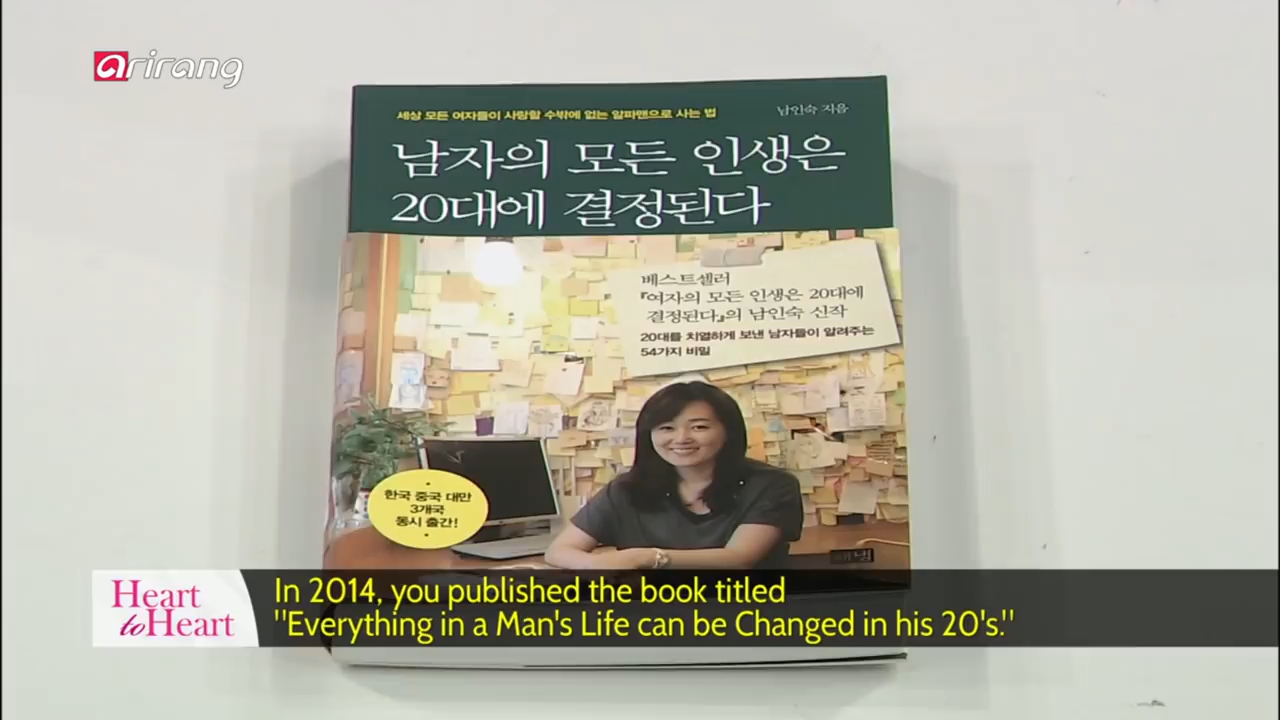 arirang
세상 모든 여자들이 사랑할 수밖에 없는 알파맨으로 사는 법
남인숙 지음
남자의 모든 인생은
20대에 결정된다
베스트셀러
『여자의 모든 인생은 20대에
결정된다』의 남인숙 신작
20대를 치열하게 보낸 남자들이 알려주는
54가지 비밀
한국 중국 대만
3개국
동시 출간!
Heart
to Heart
In 2014, you published the book titled
"Everything in a Man's Life can be Changed in his 20's."